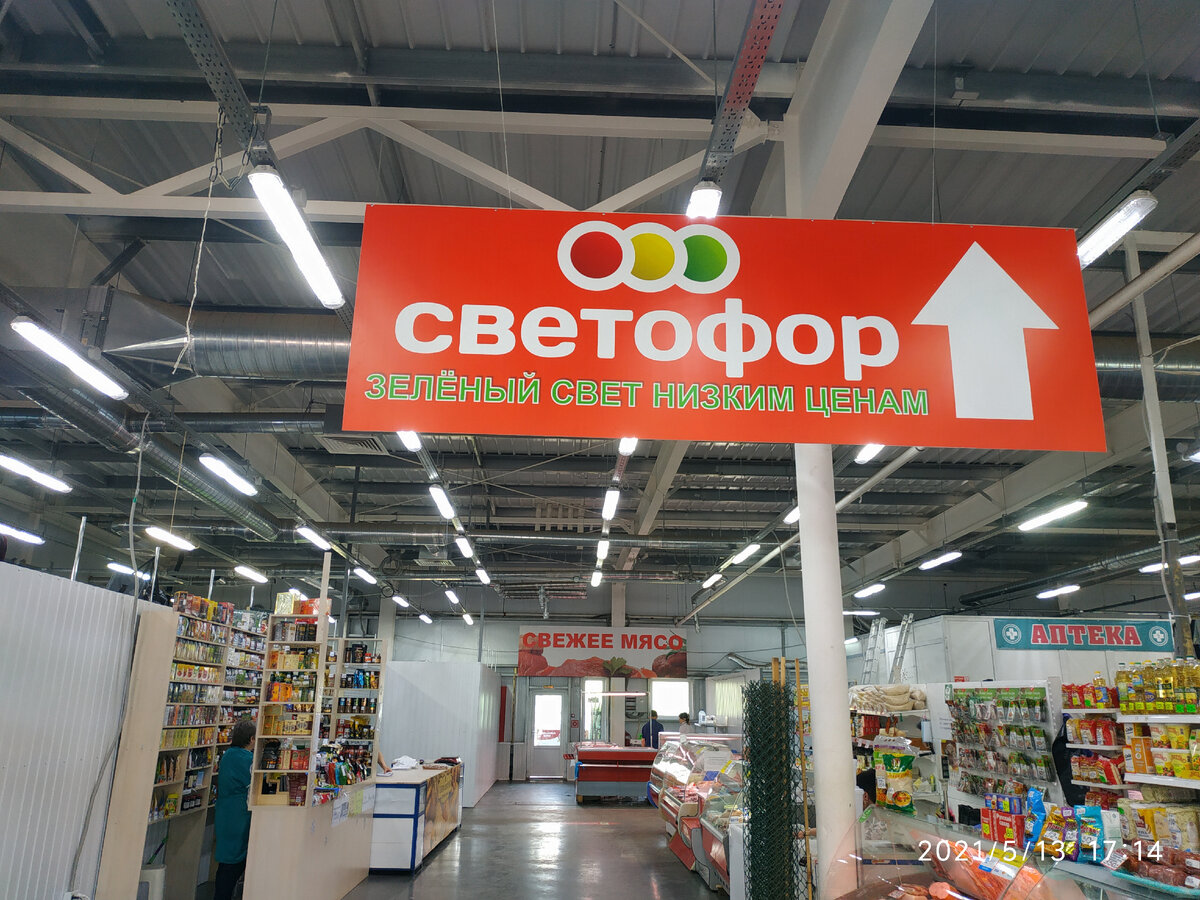 светофор
ЗЕЛЁНЫЙ СВЕТ НИЗКИМ ЦЕНАМ
СВЕЖЕЕ МЯСО
АПТЕКА
2021/5/13 17:14